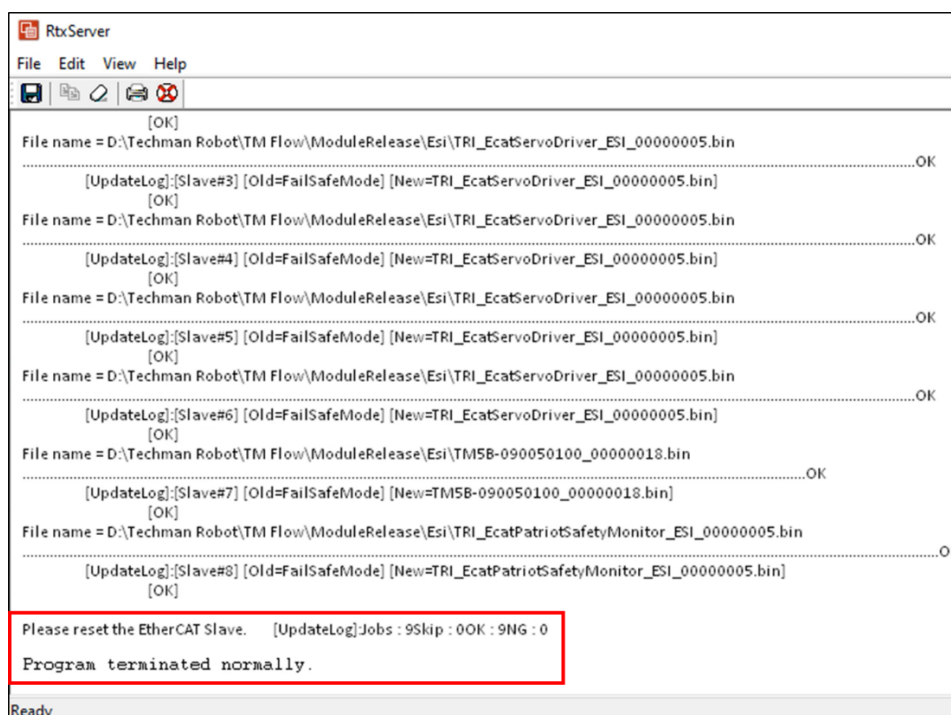 RtxServer
File Edit View Help
[OK]
File name = D:\Techman Robot\TM Flow\ModuleRelease\Esi\TRI_EcatServoDriver_ESI_00000005.bin
........................................OK
[UpdateLog]:[Slave#3] [Old=FailSafeMode] [New=TRI_EcatServoDriver_ESI_00000005.bin]
[OK]
File name = D:\Techman Robot\TM Flow\ModuleRelease\Esi\TRI_EcatServoDriver_ESI_00000005.bin
........................................OK
[UpdateLog]:[Slave#4] [Old=FailSafeMode] [New=TRI_EcatServoDriver_ESI_00000005.bin]
[OK]
File name = D:\Techman Robot\TM Flow\ModuleRelease\Esi\TRI_EcatServoDriver_ESI_00000005.bin
........................................OK
[UpdateLog]:[Slave#5] [Old=FailSafeMode] [New=TRI_EcatServoDriver_ESI_00000005.bin]
[OK]
File name = D:\Techman Robot\TM Flow\ModuleRelease\Esi\TRI_EcatServoDriver_ESI_00000005.bin
........................................OK
[UpdateLog]:[Slave#6] [Old=FailSafeMode] [New=TRI_EcatServoDriver_ESI_00000005.bin]
[OK]
File name = D:\Techman Robot\TM Flow\ModuleRelease\Esi\TM5B-090050100_00000018.bin
........................................OK
[UpdateLog]:[Slave#7] [Old=FailSafeMode] [New=TM5B-090050100_00000018.bin]
[OK]
File name = D:\Techman Robot\TM Flow\ModuleRelease\Esi\TRI_EcatPatriotSafetyMonitor_ESI_00000005.bin
........................................O
[UpdateLog]:[Slave#8] [Old=FailSafeMode] [New=TRI_EcatPatriotSafetyMonitor_ESI_00000005.bin]
[OK]
Please reset the EtherCAT Slave. [UpdateLog]:Jobs : 9Skip : 0OK : 9NG : 0
Program terminated normally.
Ready